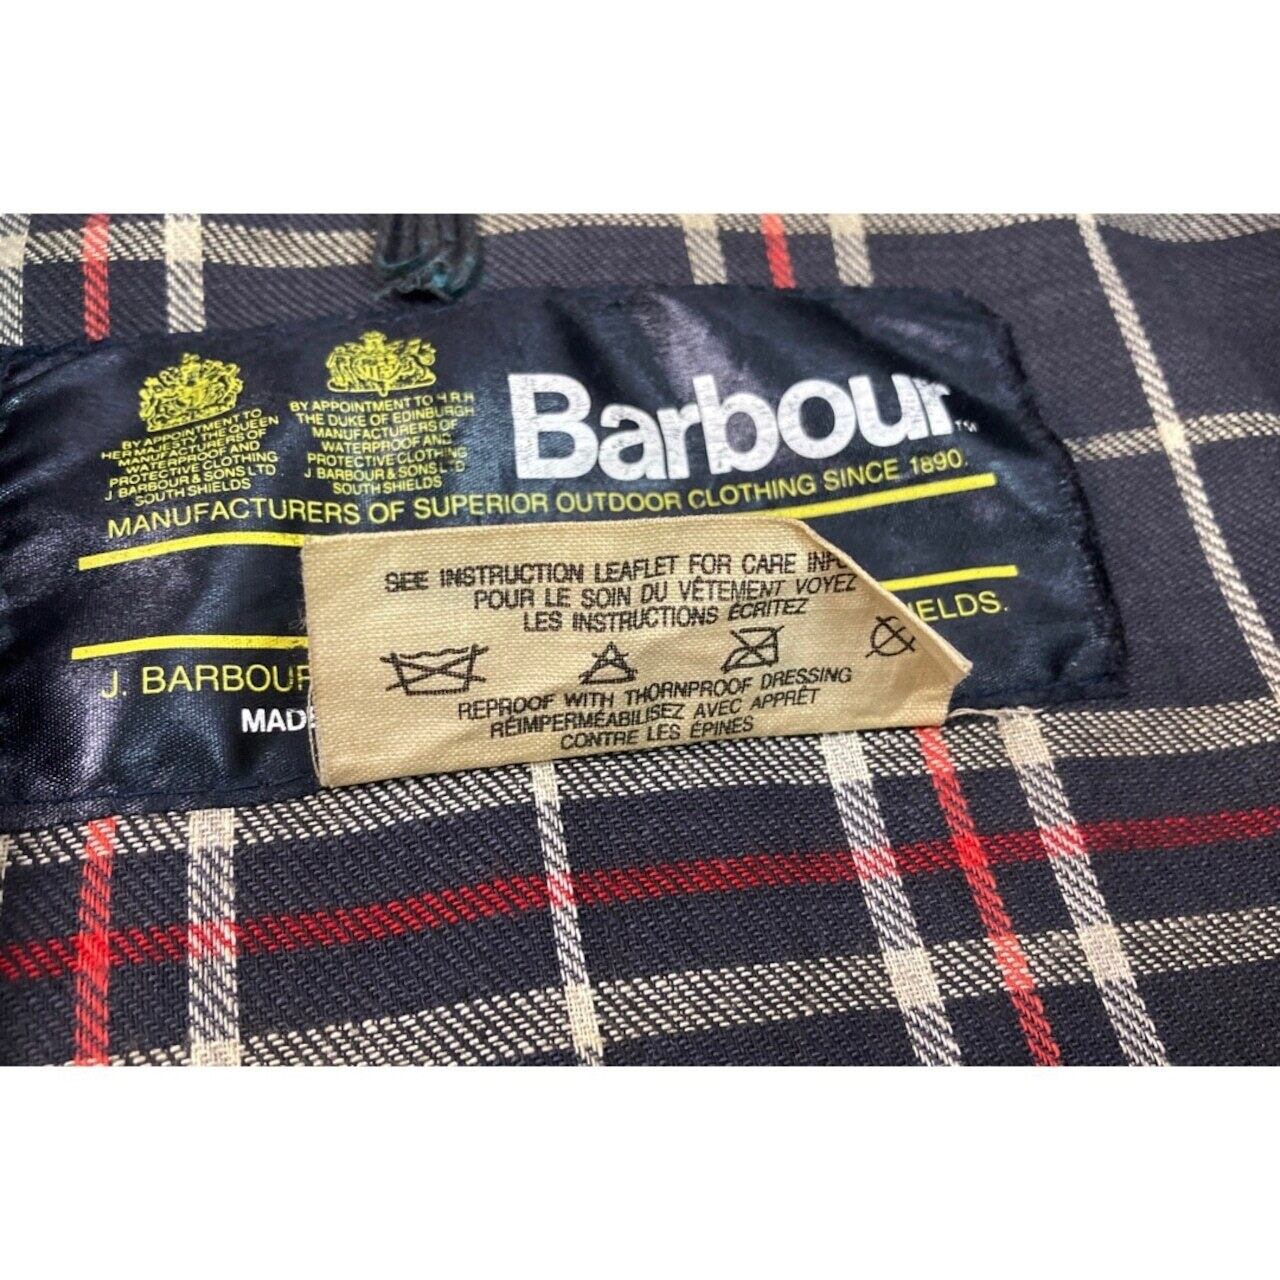 BY APPOINTMENT TO
HER MAJESTY THE QUEEN
MANUFACTURERS OF
WATERPROOF AND
PROTECTIVE CLOTHING
J BARBOUR & SONS LTD
SOUTH SHIELDS
BY APPOINTMENT TO H.R.H
THE DUKE OF EDINBURGH
MANUFACTURERS OF
WATERPROOF AND
PROTECTIVE CLOTHING
J BARBOUR & SONS LTD
SOUTH SHIELDS
Barbour TM
MANUFACTURERS OF SUPERIOR OUTDOOR CLOTHING SINCE 1890.
SEE INSTRUCTION LEAFLET FOR CARE INFO
POUR LE SOIN DU VÊTEMENT VOYEZ
LES INSTRUCTIONS ÉCRITEZ
REPROOF WITH THORNPROOF DRESSING
RÉIMPERMÉABILISEZ AVEC APPRÊT
CONTRE LES ÉPINES
J. BARBOUR IELDS.
MADE